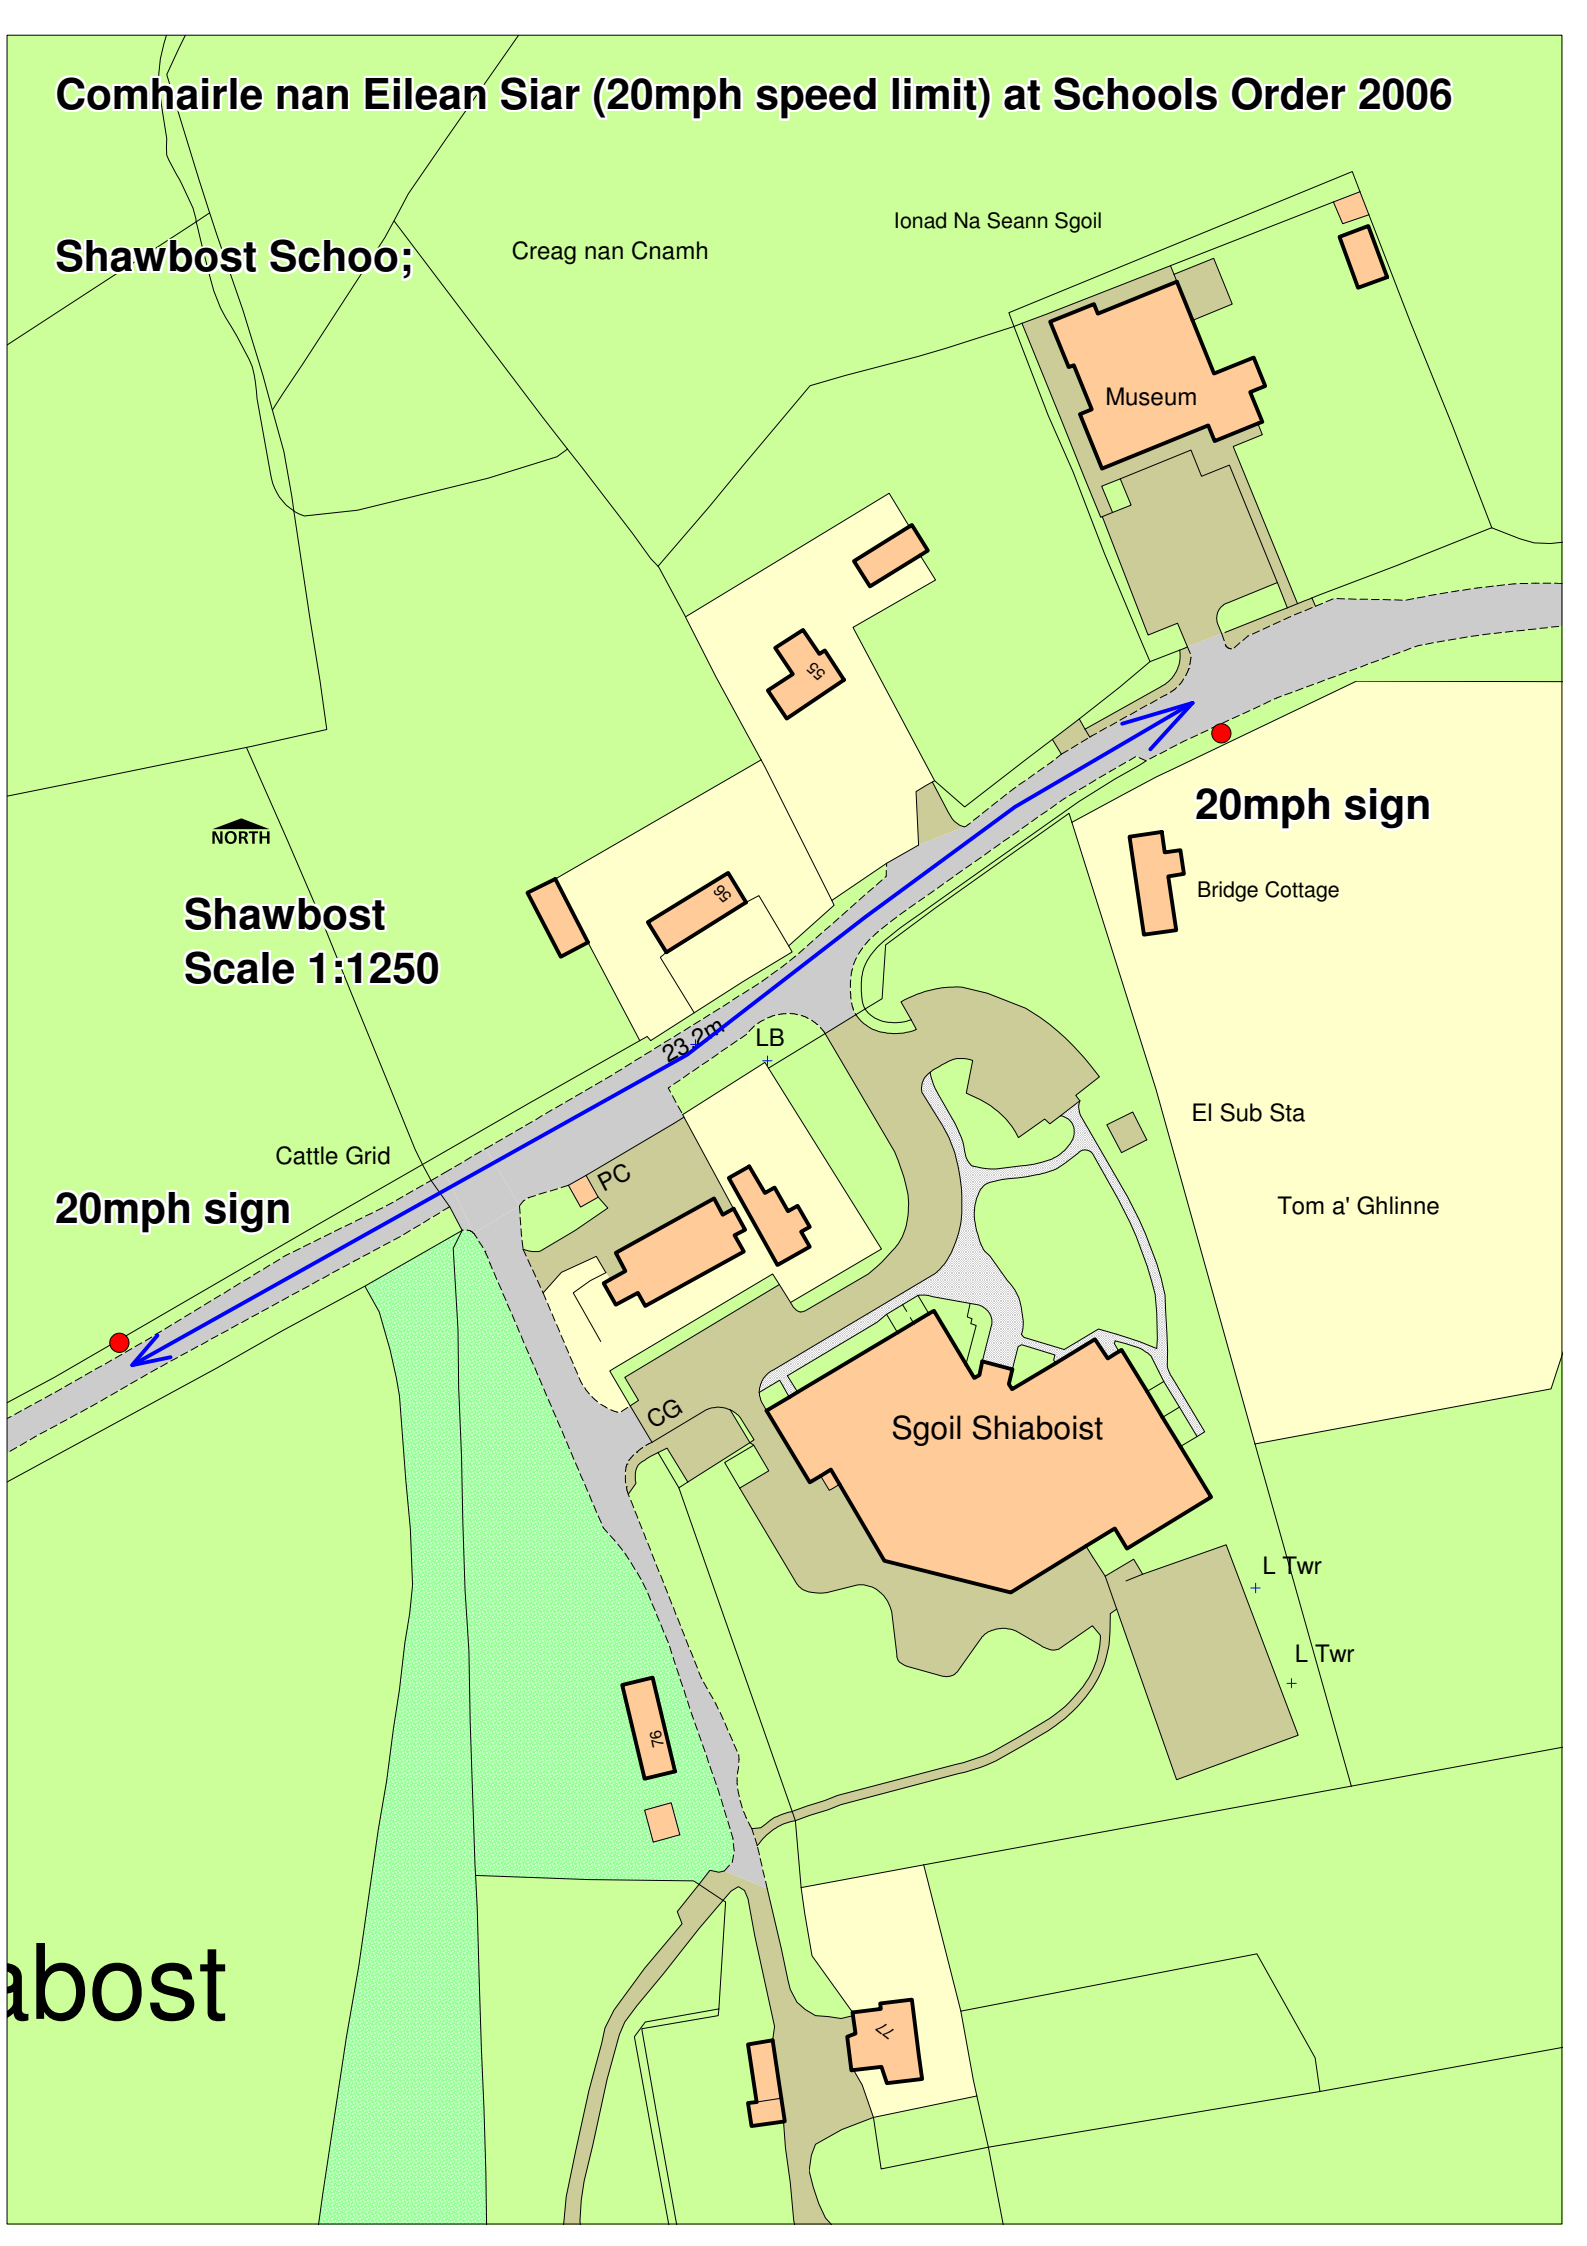 Comhairle nan Eilean Siar (20mph speed limit) at Schools Order 2006
Ionad Na Seann Sgoil
Shawbost Schoo;
Creag nan Cnamh
Museum
55
20mph sign
NORTH
56
Bridge Cottage
Shawbost
Scale 1:1250
23.2m
LB
El Sub Sta
Cattle Grid
PC
20mph sign
Tom a' Ghlinne
CG
Sgoil Shiaboist
L Twr
L Twr
76
abost
77